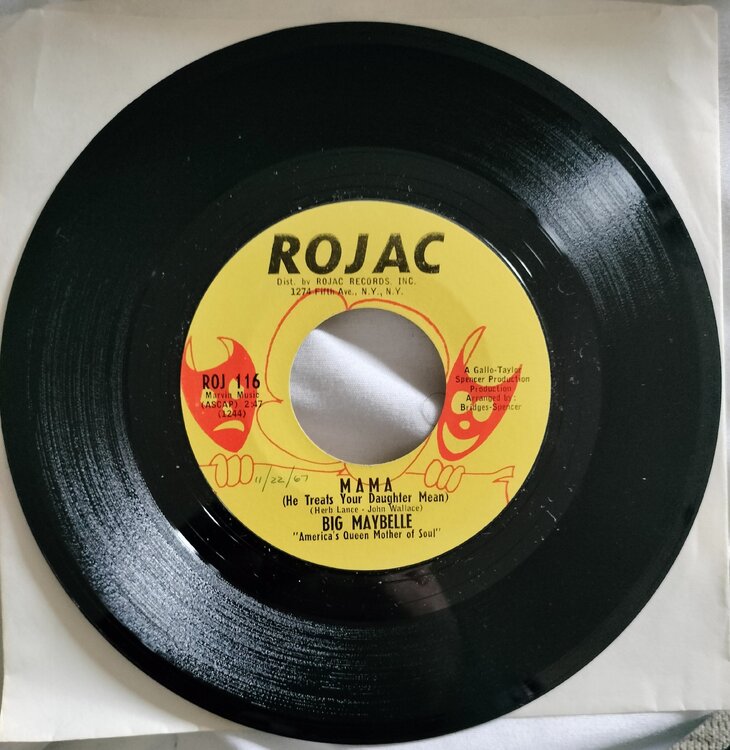 ROJAC
Dist. by ROJAC RECORDS, INC.
1274 Fifth Ave., N.Y., N.Y.
ROJ 116
Marvin Music
(ASCAP) 2:47
(1244)
A Gallo-Taylor
Spencer Production
Production
Arranged by:
Bridges-Spencer
11/22/67
MAMA
(He Treats Your Daughter Mean)
(Herb Lance - John Wallace)
BIG MAYBELLE
"America's Queen Mother of Soul"